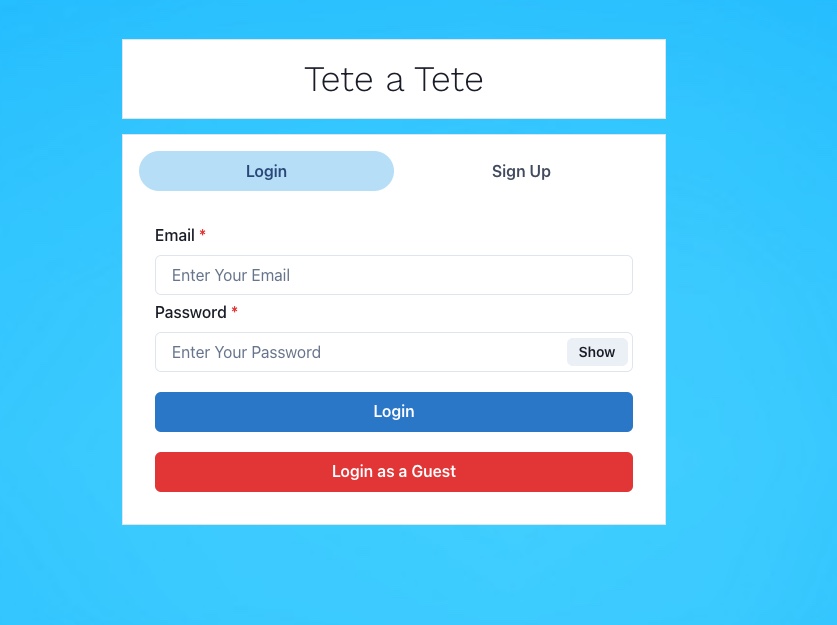 Tete a Tete
Login Sign Up
Email *
Enter Your Email
Password *
Enter Your Password Show
Login
Login as a Guest